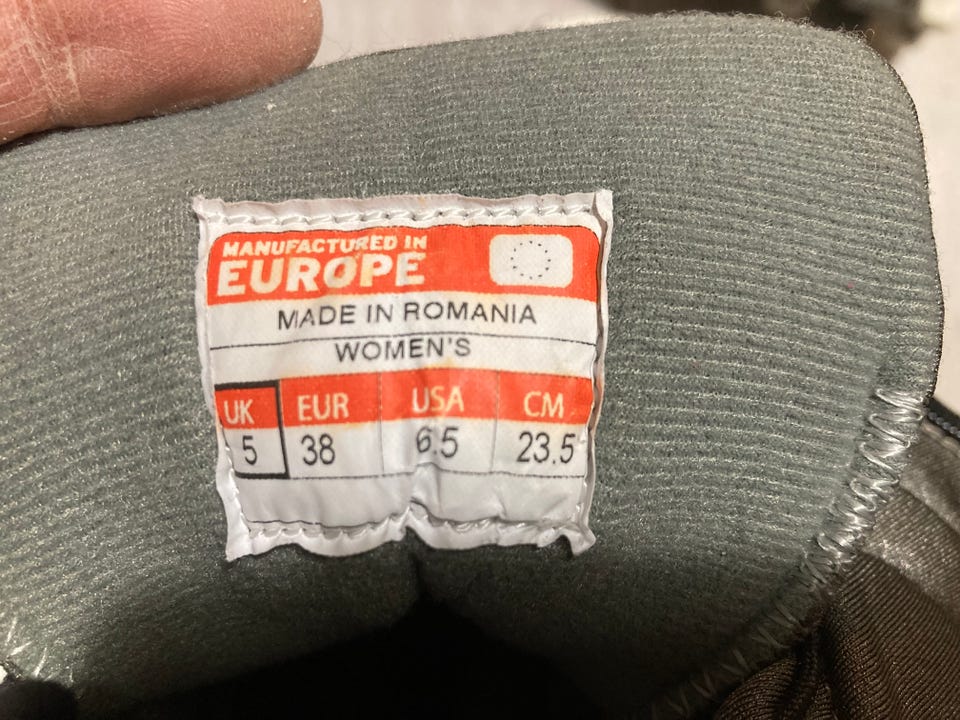 MANUFACTURED IN
EUROPE
MADE IN ROMANIA
WOMEN'S
UK EUR USA CM
5 38 6.5 23.5